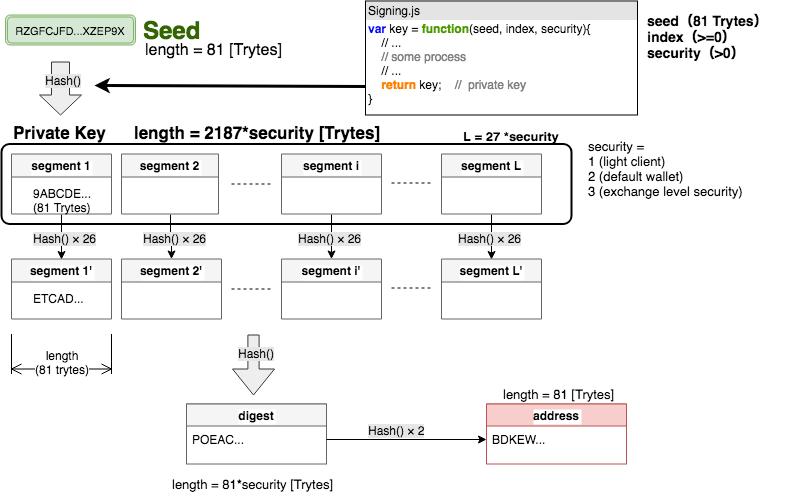 RZGFCJFD...XZEP9X
Seed
length = 81 [Trytes]
Signing.js
var key = function(seed, index, security){
// ...
// some process
// ...
return key; // private key
}
seed（81 Trytes）
index（>=0）
security（>0）
Hash()
Private Key
length = 2187*security [Trytes]
L = 27 *security
segment 1
9ABCDE...
(81 Trytes)
segment 2
segment i
segment L
security =
1 (light client)
2 (default wallet)
3 (exchange level security)
Hash() × 26
Hash() × 26
Hash() × 26
Hash() × 26
segment 1'
ETCAD...
segment 2'
segment i'
segment L'
length
(81 trytes)
Hash()
digest
POEAC...
length = 81*security [Trytes]
Hash() × 2
length = 81 [Trytes]
address
BDKEW...